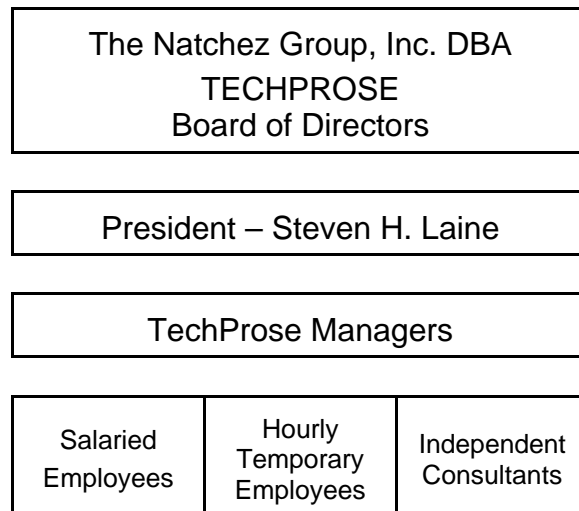 The Natchez Group, Inc. DBA
TECHPROSE
Board of Directors
President – Steven H. Laine
TechProse Managers
Salaried
Employees
Hourly
Temporary
Employees
Independent
Consultants